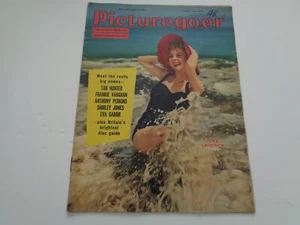 Picturegoer
Meet the really
big names:
TAB HUNTER
FRANKIE VAUGHAN
ANTHONY PERKINS
SHIRLEY JONES
EVA GABOR
—plus Britain's
brightest
disc guide